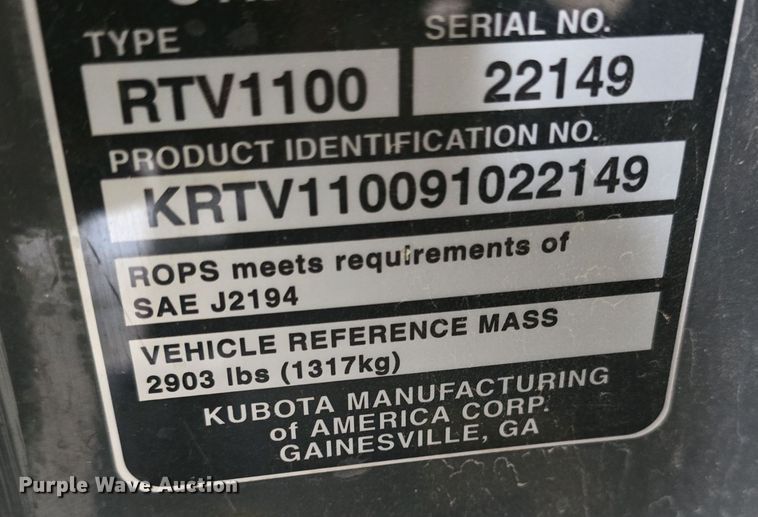 TYPE
SERIAL NO.
RTV1100
22149
PRODUCT IDENTIFICATION NO.
KRTV110091022149
ROPS meets requirements of
SAE J2194
VEHICLE REFERENCE MASS
2903 lbs (1317kg)
KUBOTA MANUFACTURING
of AMERICA CORP.
GAINESVILLE, GA
Purple Wave Auction